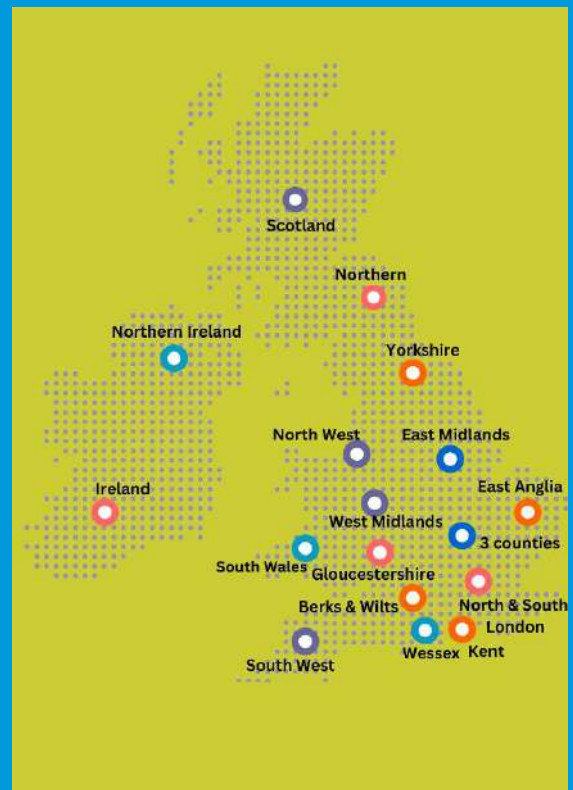 Scotland
Northern
Northern Ireland
Yorkshire
North West
East Midlands
East Anglia
Ireland
West Midlands
3 counties
South Wales
Gloucestershire
Berks & Wilts
North & South
London
Wessex
Kent
South West